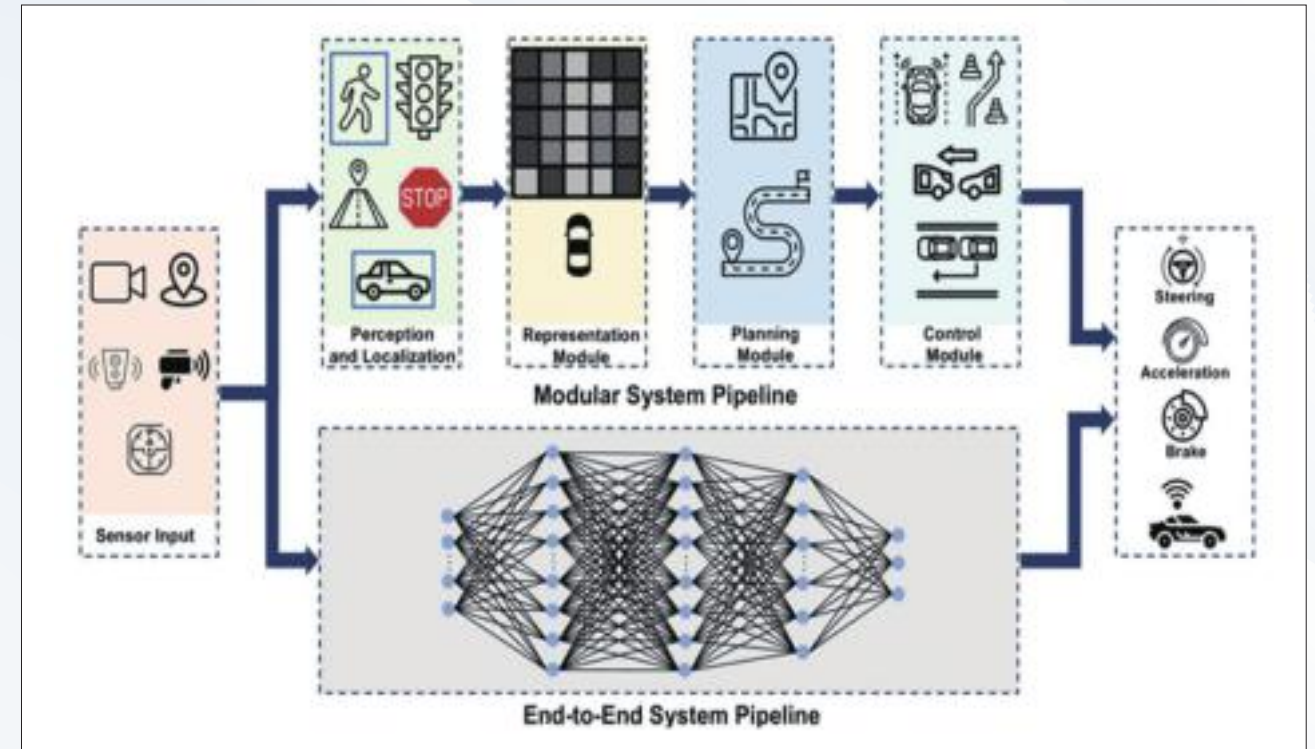 STOP
Perception
and Localization
Representation
Module
Planning
Module
Control
Module
Modular System Pipeline
Sensor Input
Steering
Acceleration
Brake
End-to-End System Pipeline